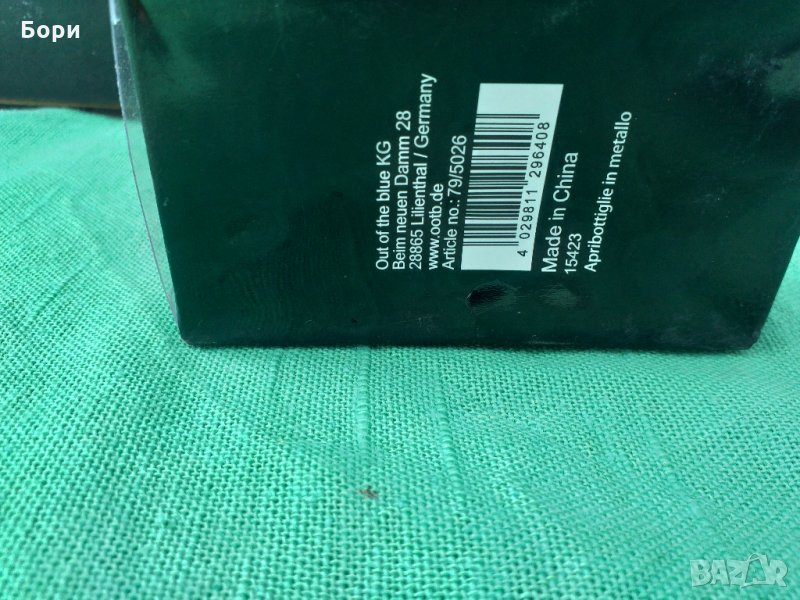 Бори
Out of the blue KG
Beim neuen Damm 28
28865 Lilienthal / Germany
www.ootb.de
Article no.: 79/5026
4 029811 296408
Made in China
15423
Apribottiglie in metallo
BAZAR